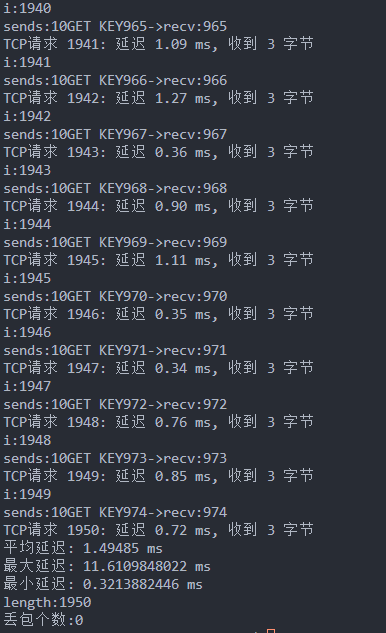 i:1940
sends:10GET KEY965->recv:965
TCP请求 1941: 延迟 1.09 ms, 收到 3 字节
i:1941
sends:10GET KEY966->recv:966
TCP请求 1942: 延迟 1.27 ms, 收到 3 字节
i:1942
sends:10GET KEY967->recv:967
TCP请求 1943: 延迟 0.36 ms, 收到 3 字节
i:1943
sends:10GET KEY968->recv:968
TCP请求 1944: 延迟 0.90 ms, 收到 3 字节
i:1944
sends:10GET KEY969->recv:969
TCP请求 1945: 延迟 1.11 ms, 收到 3 字节
i:1945
sends:10GET KEY970->recv:970
TCP请求 1946: 延迟 0.35 ms, 收到 3 字节
i:1946
sends:10GET KEY971->recv:971
TCP请求 1947: 延迟 0.34 ms, 收到 3 字节
i:1947
sends:10GET KEY972->recv:972
TCP请求 1948: 延迟 0.76 ms, 收到 3 字节
i:1948
sends:10GET KEY973->recv:973
TCP请求 1949: 延迟 0.85 ms, 收到 3 字节
i:1949
sends:10GET KEY974->recv:974
TCP请求 1950: 延迟 0.72 ms, 收到 3 字节
平均延迟: 1.49485 ms
最大延迟: 11.6109848022 ms
最小延迟: 0.3213882446 ms
length:1950
丢包个数:0